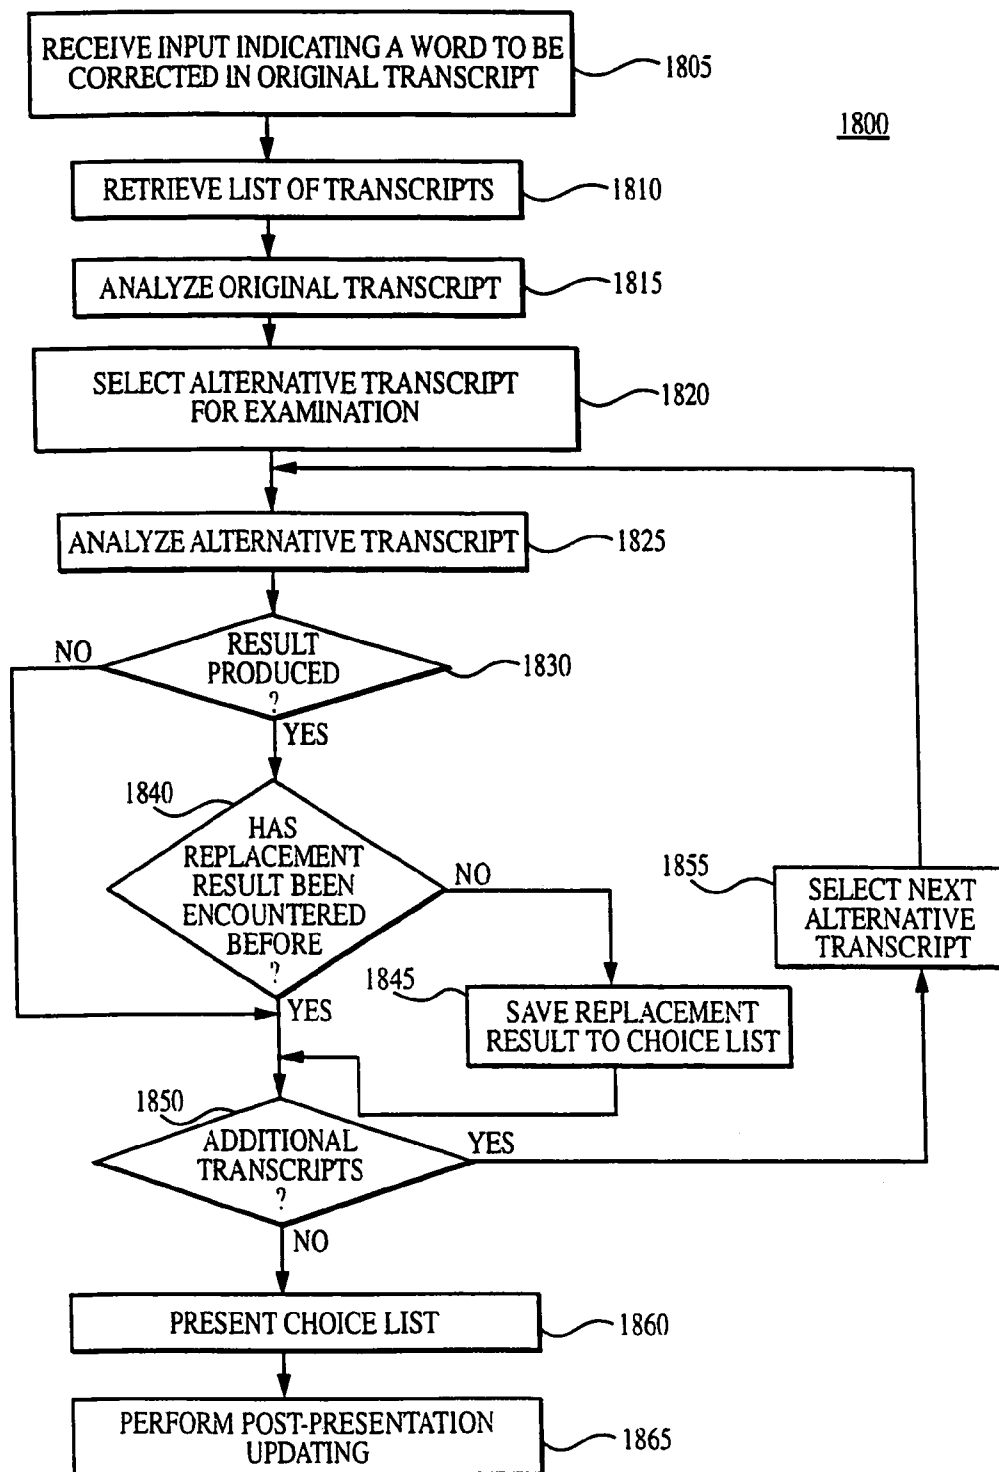 RECEIVE INPUT INDICATING A WORD TO BE
CORRECTED IN ORIGINAL TRANSCRIPT
1805
1800
RETRIEVE LIST OF TRANSCRIPTS
1810
ANALYZE ORIGINAL TRANSCRIPT
1815
SELECT ALTERNATIVE TRANSCRIPT
FOR EXAMINATION
1820
ANALYZE ALTERNATIVE TRANSCRIPT
1825
NO
RESULT
PRODUCED
?
1830
YES
1840
HAS
REPLACEMENT
RESULT BEEN
ENCOUNTERED
BEFORE
?
NO
1855
SELECT NEXT
ALTERNATIVE
TRANSCRIPT
YES
1845
SAVE REPLACEMENT
RESULT TO CHOICE LIST
1850
ADDITIONAL
TRANSCRIPTS
?
YES
NO
PRESENT CHOICE LIST
1860
PERFORM POST-PRESENTATION
UPDATING
1865